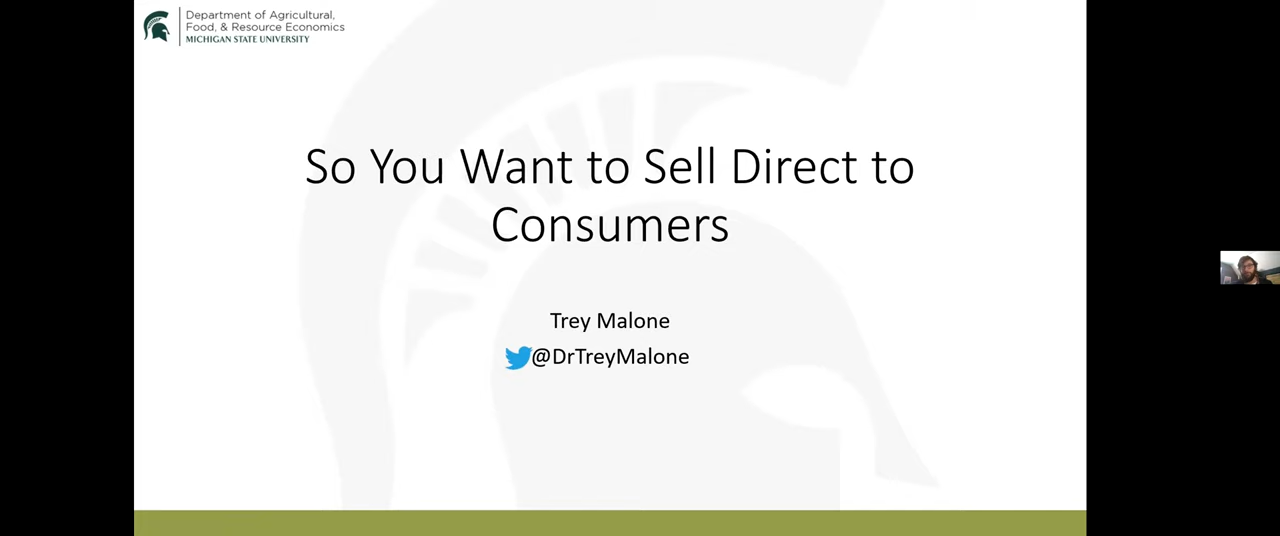 Department of Agricultural,
Food, & Resource Economics
MICHIGAN STATE UNIVERSITY
So You Want to Sell Direct to
Consumers
Trey Malone
@DrTreyMalone